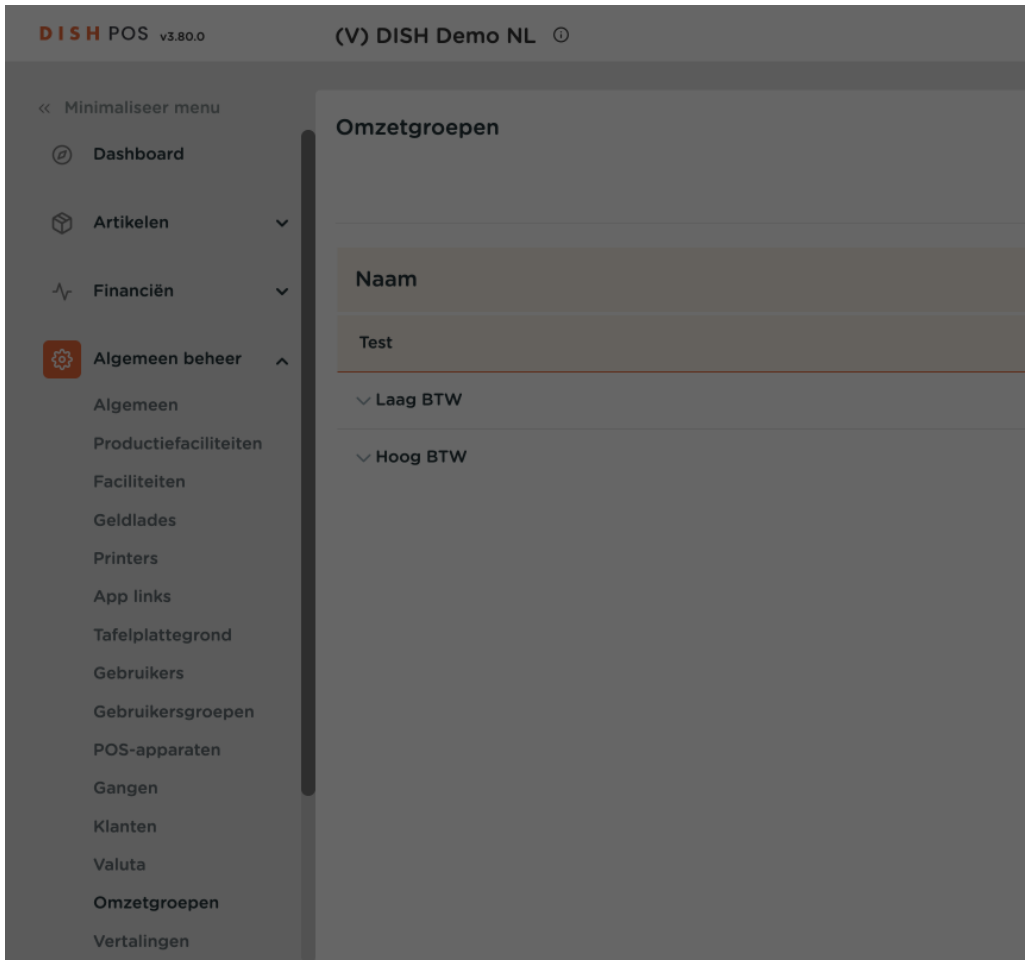 DISH POS v3.80.0
(V) DISH Demo NL
Minimaliseer menu
Dashboard
Artikelen
Financiën
Algemeen beheer
Algemeen
Productiefaciliteiten
Faciliteiten
Geldlades
Printers
App links
Tafelplattegrond
Gebruikers
Gebruikersgroepen
POS-apparaten
Gangen
Klanten
Valuta
Omzetgroepen
Vertalingen
Omzetgroepen
Naam
Test
Laag BTW
Hoog BTW